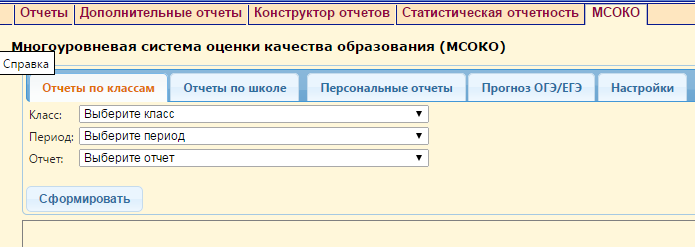 Отчеты Дополнительные отчеты Конструктор отчетов Статистическая отчетность МСОКО
Многоуровневая система оценки качества образования (МСОКО)
Справка
Отчеты по классам Отчеты по школе Персональные отчеты Прогноз ОГЭ/ЕГЭ Настройки
Класс: Выберите класс
Период: Выберите период
Отчет: Выберите отчет
Сформировать